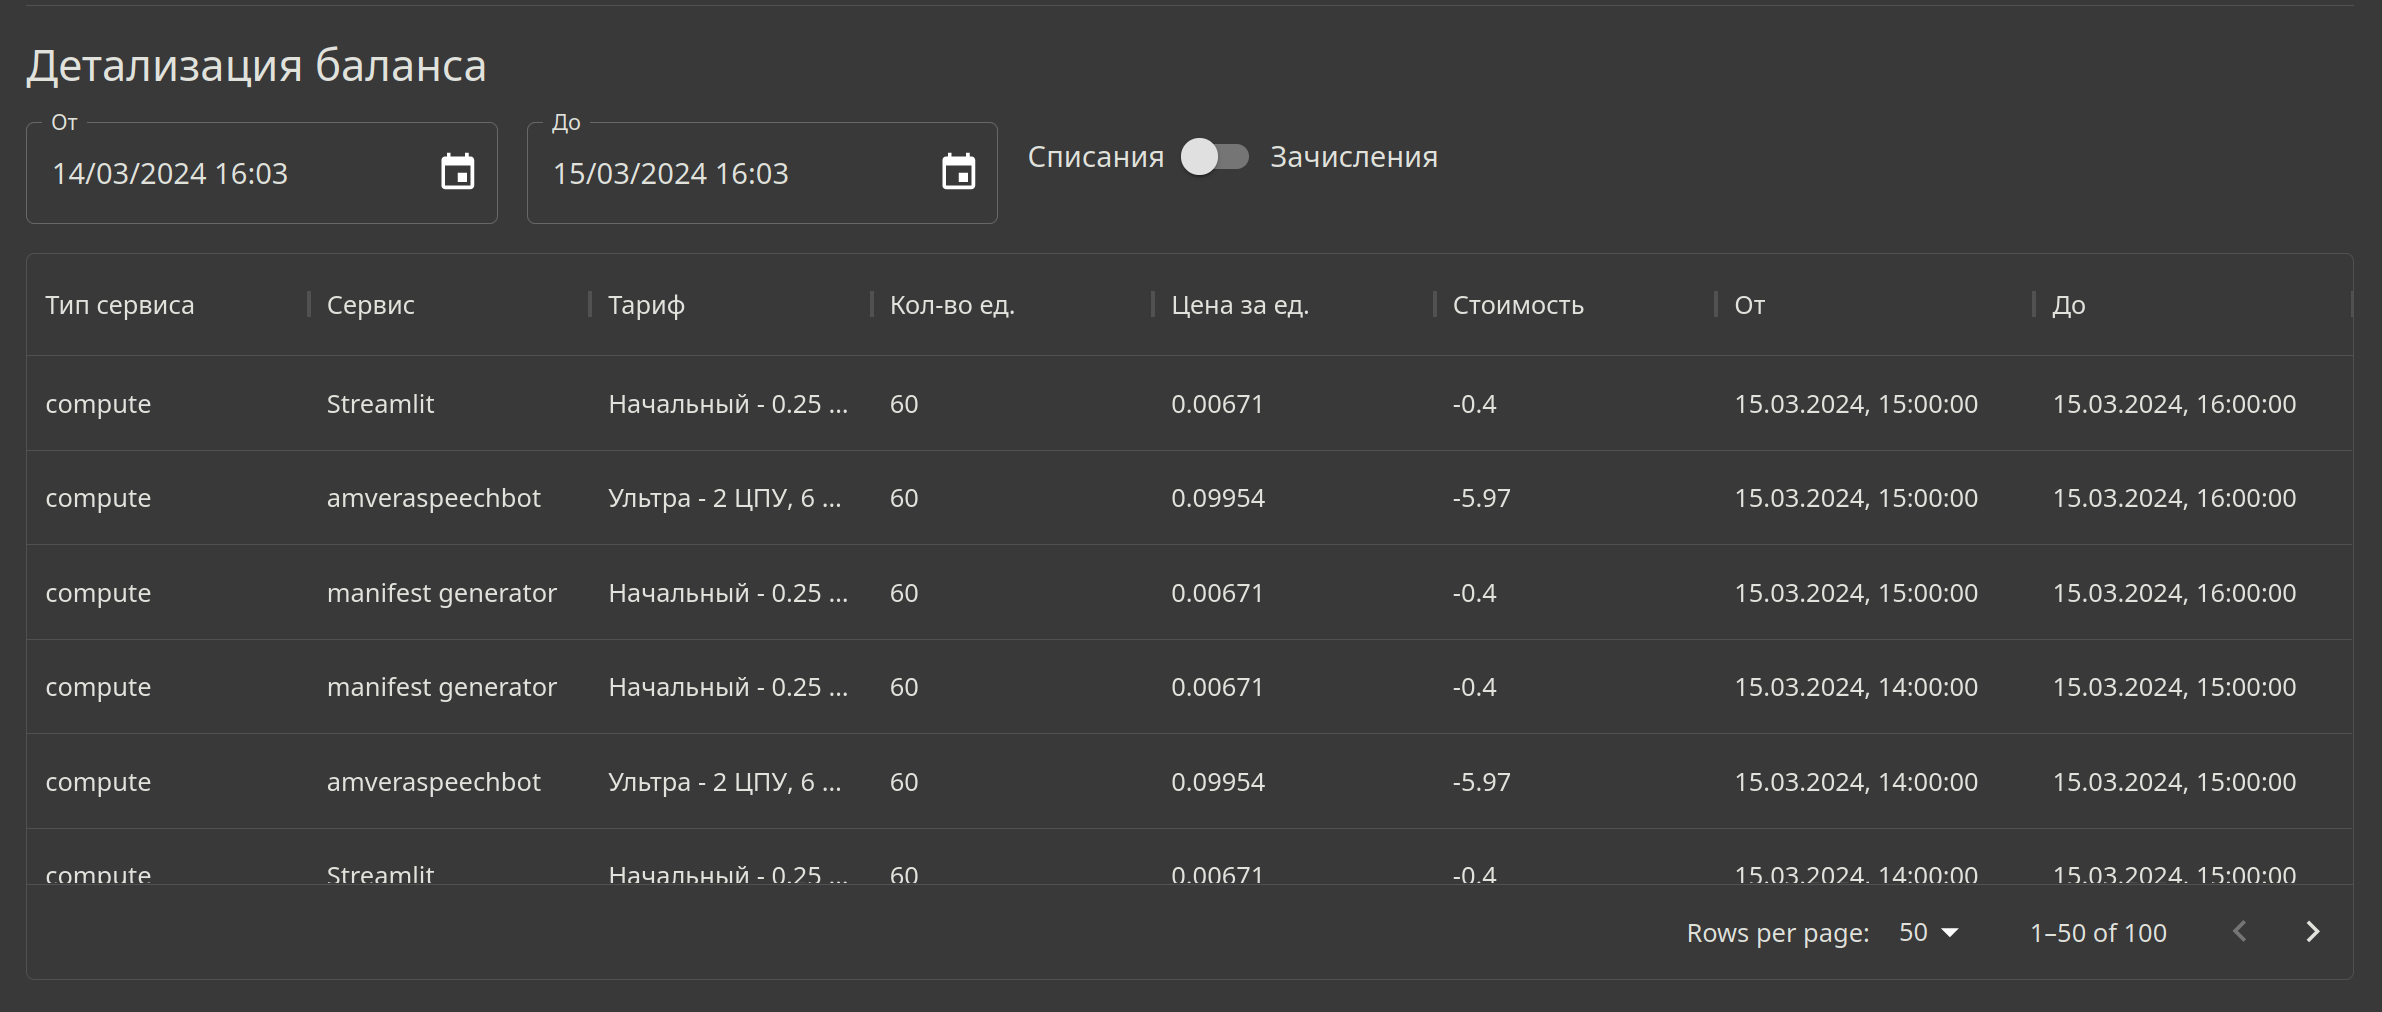 Детализация баланса
От До
14/03/2024 16:03 15/03/2024 16:03 Списания Зачисления
Тип сервиса Сервис Тариф Кол-во ед. Цена за ед. Стоимость От До
compute Streamlit Начальный - 0.25 ... 60 0.00671 -0.4 15.03.2024, 15:00:00 15.03.2024, 16:00:00
compute amveraspeechbot Ультра - 2 ЦПУ, 6 ... 60 0.09954 -5.97 15.03.2024, 15:00:00 15.03.2024, 16:00:00
compute manifest generator Начальный - 0.25 ... 60 0.00671 -0.4 15.03.2024, 15:00:00 15.03.2024, 16:00:00
compute manifest generator Начальный - 0.25 ... 60 0.00671 -0.4 15.03.2024, 14:00:00 15.03.2024, 15:00:00
compute amveraspeechbot Ультра - 2 ЦПУ, 6 ... 60 0.09954 -5.97 15.03.2024, 14:00:00 15.03.2024, 15:00:00
compute Streamlit Начальный - 0.25 ... 60 0.00671 -0.4 15.03.2024, 14:00:00 15.03.2024, 15:00:00
Rows per page: 50 1–50 of 100